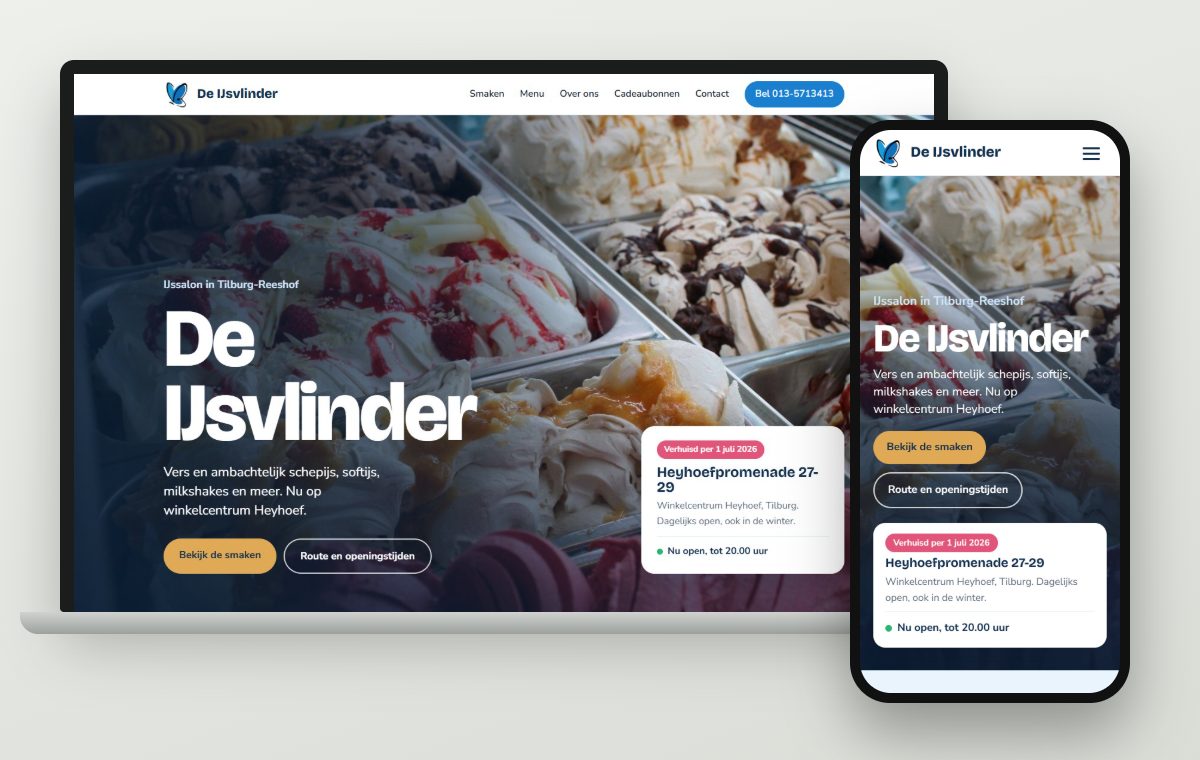 De IJsvlinder
Smaken Menu Over ons Cadeaubonnen Contact Bel 013-5713413
IJssalon in Tilburg-Reeshof
De
IJsvlinder
Vers en ambachtelijk schepijs, softijs,
milkshakes en meer. Nu op
winkelcentrum Heyhoef.
Bekijk de smaken
Route en openingstijden
Verhuisd per 1 juli 2026
Heyhoefpromenade 27-
29
Winkelcentrum Heyhoef, Tilburg.
Dagelijks open, ook in de winter.
Nu open, tot 20.00 uur
De IJsvlinder
IJssalon in Tilburg-Reeshof
De IJsvlinder
Vers en ambachtelijk schepijs, softijs,
milkshakes en meer. Nu op
winkelcentrum Heyhoef.
Bekijk de smaken
Route en openingstijden
Verhuisd per 1 juli 2026
Heyhoefpromenade 27-29
Winkelcentrum Heyhoef, Tilburg. Dagelijks
open, ook in de winter.
Nu open, tot 20.00 uur